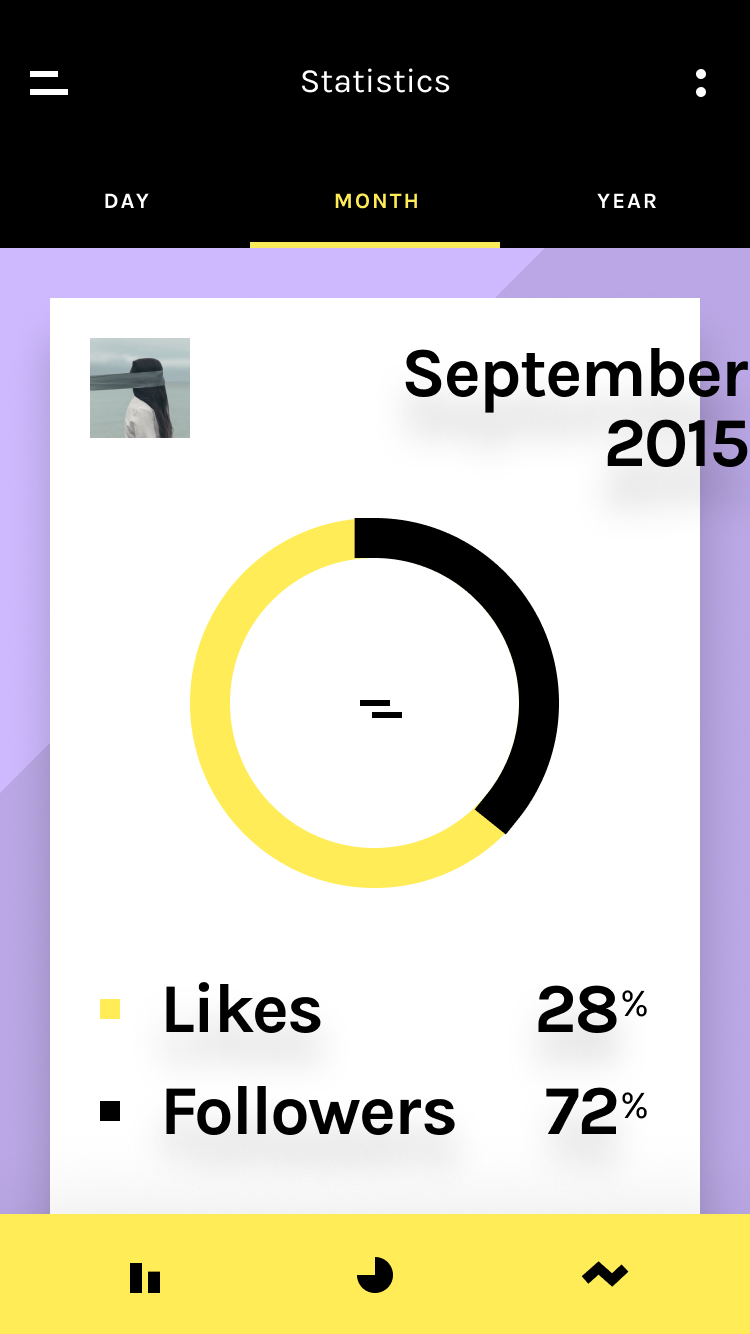 Statistics
DAY MONTH YEAR
September
2015
Likes 28%
Followers 72%